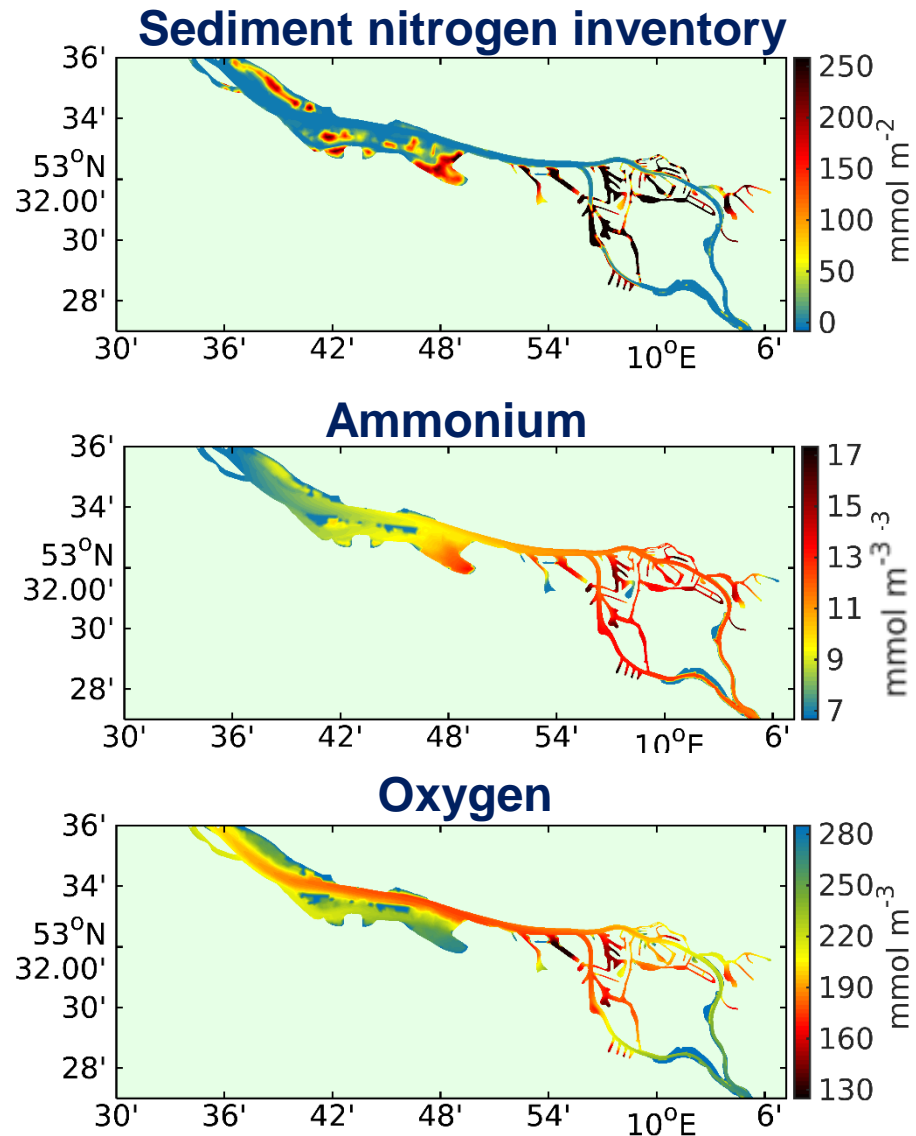 Sediment nitrogen inventory
36'
34'
53°N
32.00'
30'
28'
30' 36' 42' 48' 54' 10°E 6'
250
200
150
100
50
0
mmol m-2
Ammonium
36'
34'
53°N
32.00'
30'
28'
30' 36' 42' 48' 54' 10°E 6'
17
15
13
11
9
7
mmol m-3 -3
Oxygen
36'
34'
53°N
32.00'
30'
28'
30' 36' 42' 48' 54' 10°E 6'
280
250
220
190
160
130
mmol m-3